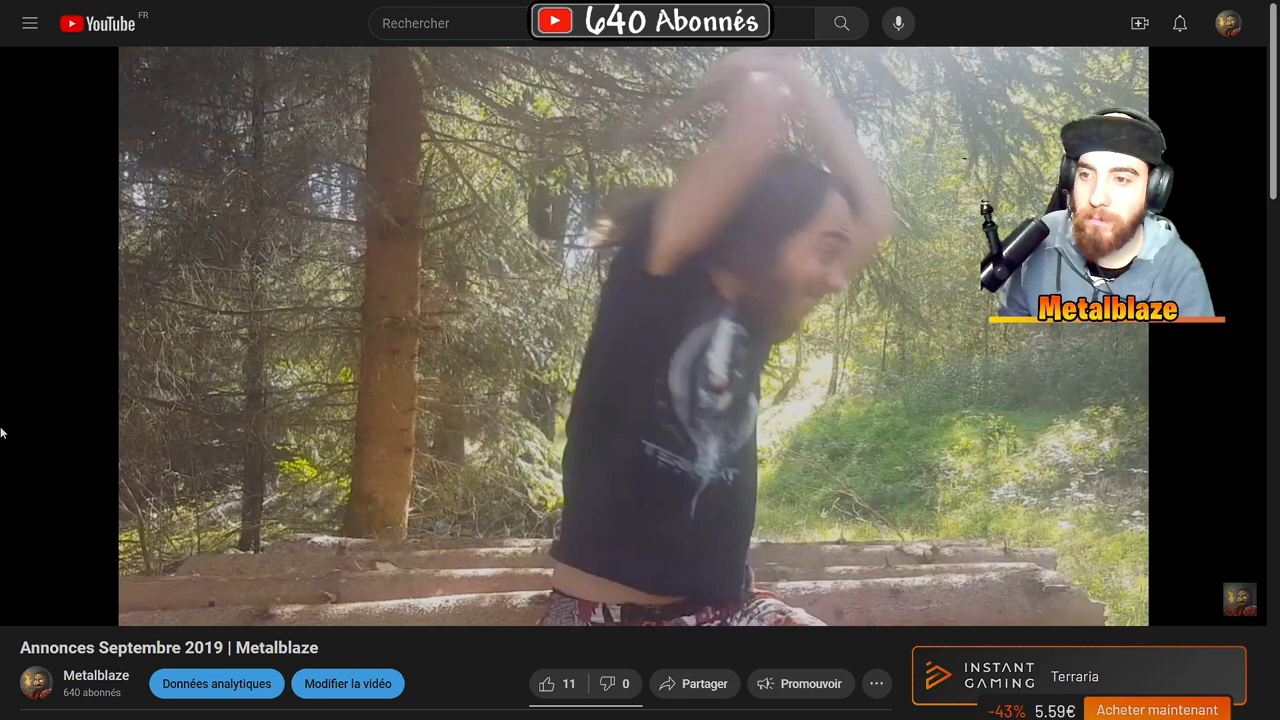 YouTube FR
Rechercher
640 Abonnés
Metalblaze
Annonces Septembre 2019 | Metalblaze
Metalblaze
640 abonnés
Données analytiques
Modifier la vidéo
11
0
Partager
Promouvoir
INSTANT
GAMING
Terraria
-43%
5.59€
Acheter maintenant